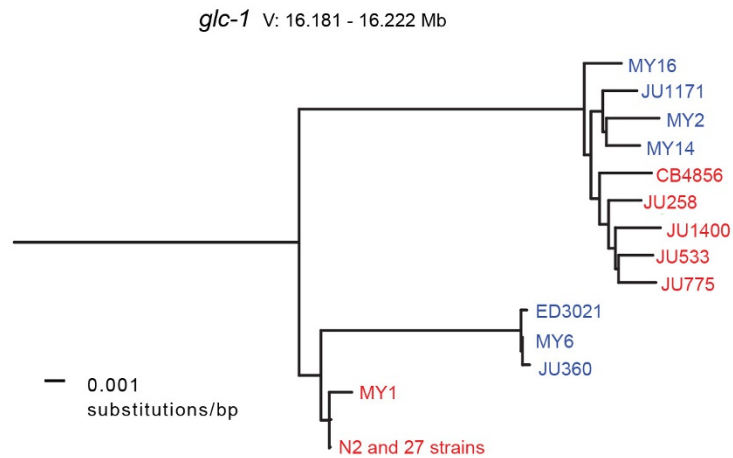 glc-1 V: 16.181 - 16.222 Mb
MY16
JU1171
MY2
MY14
CB4856
JU258
JU1400
JU533
JU775
ED3021
MY6
JU360
MY1
N2 and 27 strains
0.001
substitutions/bp